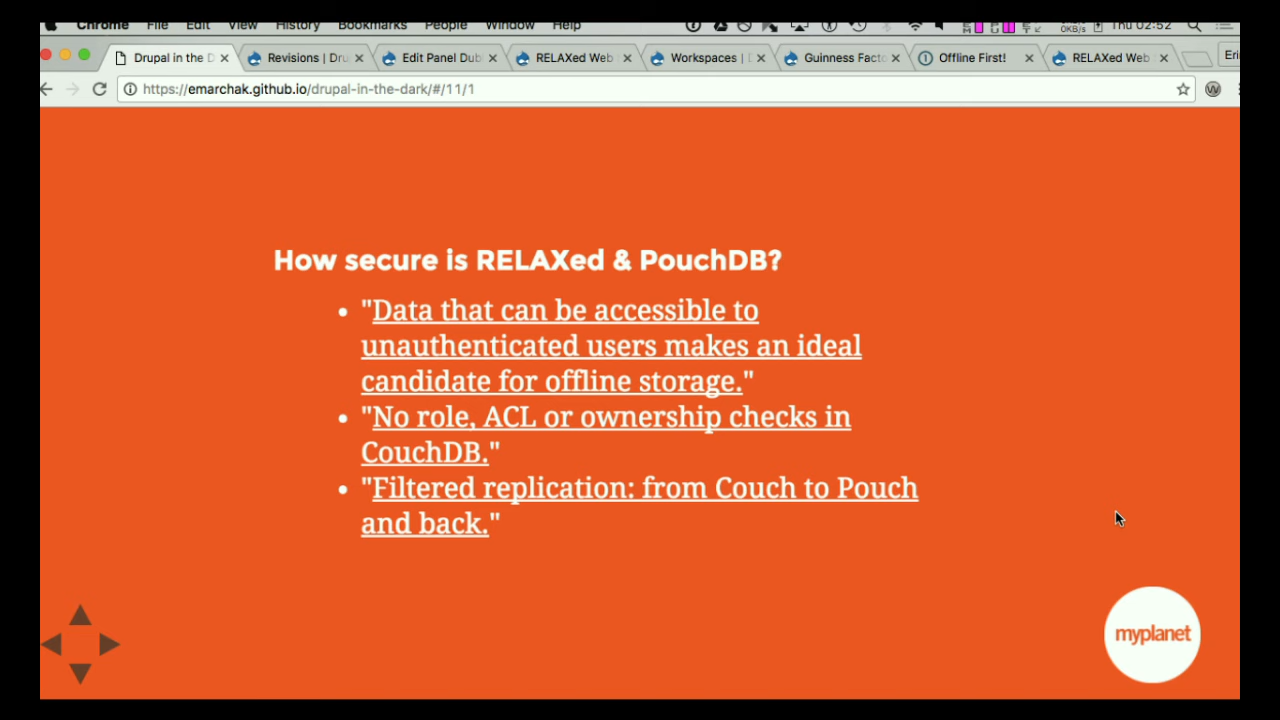 Chrome File Edit View History Bookmarks People Window Help
0KB/s Thu 02:52
Drupal in the D
Revisions | Dru
Edit Panel Dub
RELAXed Web
Workspaces | D
Guinness Facto
Offline First!
RELAXed Web
Eri
https://emarchak.github.io/drupal-in-the-dark/#/11/1
How secure is RELAXed & PouchDB?
• "Data that can be accessible to
unauthenticated users makes an ideal
candidate for offline storage."
• "No role, ACL or ownership checks in
CouchDB."
• "Filtered replication: from Couch to Pouch
and back."
myplanet